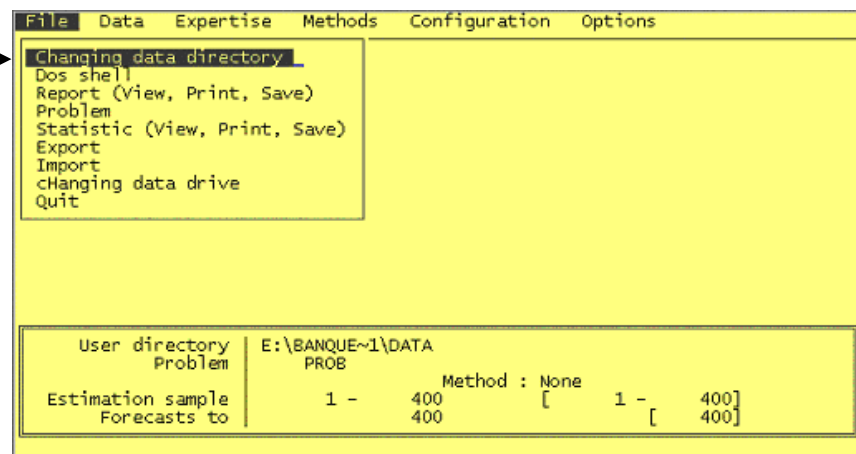 File Data Expertise Methods Configuration Options
Changing data directory
Dos shell
Report (View, Print, Save)
Problem
Statistic (View, Print, Save)
Export
Import
cHanging data drive
Quit
User directory E:\BANQUE~1\DATA
Problem PROB
Method : None
Estimation sample 1 - 400 [ 1 - 400]
Forecasts to 400 [ 400]